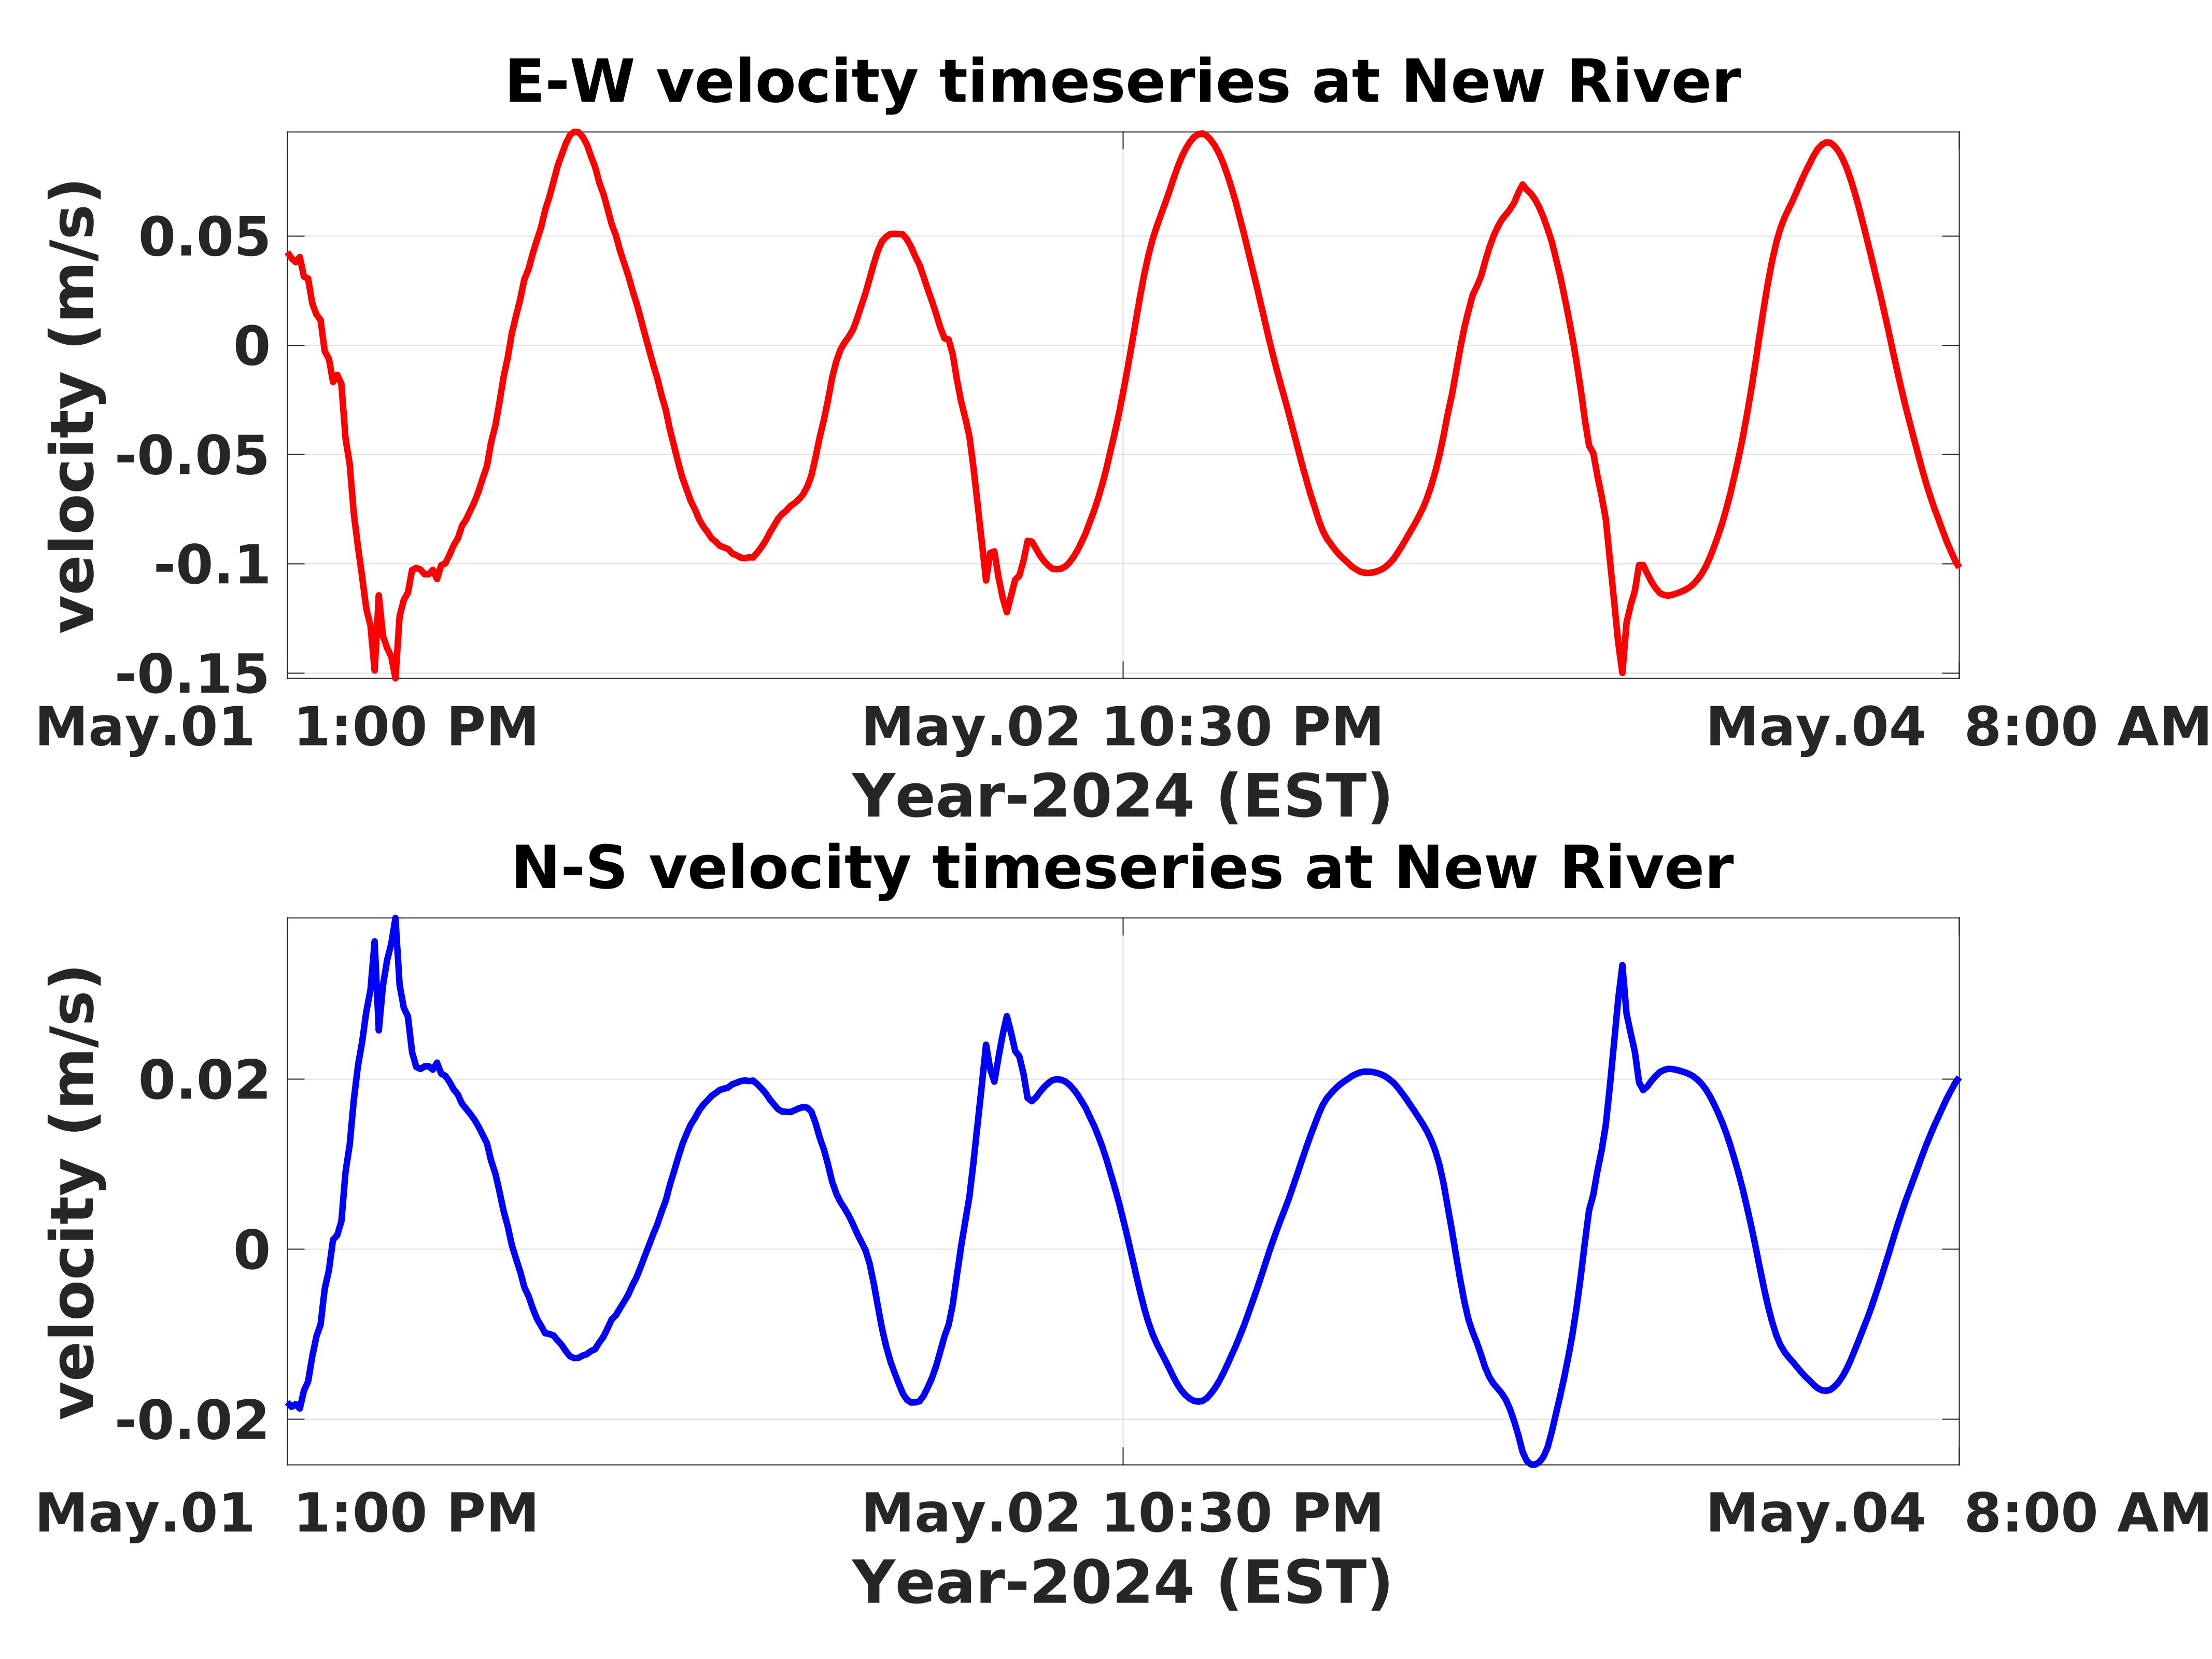 E-W velocity timeseries at New River
velocity (m/s)
0.05
0
-0.05
-0.1
-0.15
May.01  1:00 PM
May.02 10:30 PM
May.04  8:00 AM
Year-2024 (EST)
N-S velocity timeseries at New River
velocity (m/s)
0.02
0
-0.02
May.01  1:00 PM
May.02 10:30 PM
May.04  8:00 AM
Year-2024 (EST)